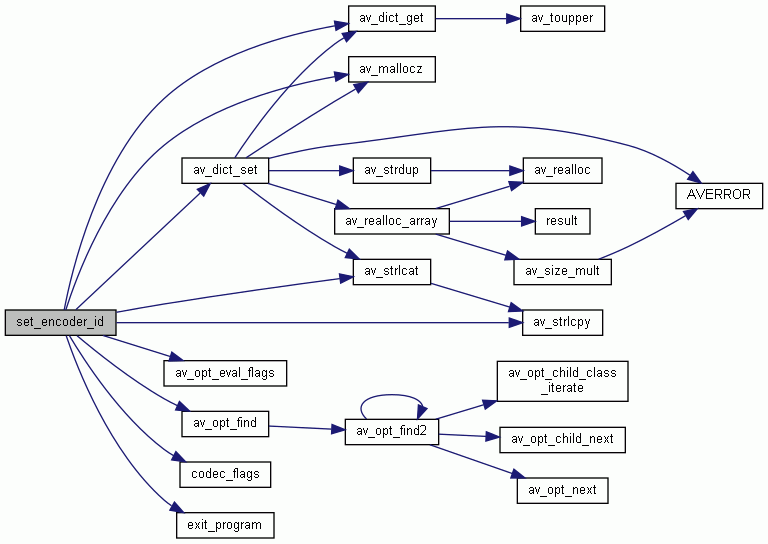 av_dict_get
av_toupper
av_mallocz
av_dict_set
av_strdup
av_realloc
AVERROR
av_realloc_array
result
av_strlcat
av_size_mult
set_encoder_id
av_strlcpy
av_opt_eval_flags
av_opt_child_class
_iterate
av_opt_find
av_opt_find2
av_opt_child_next
codec_flags
av_opt_next
exit_program